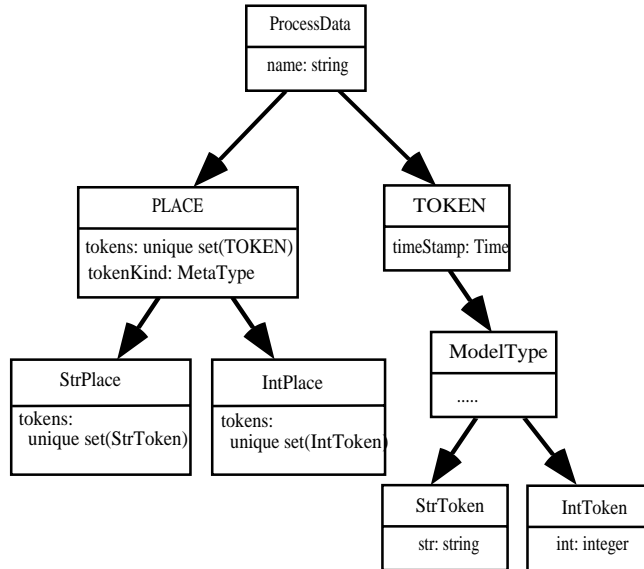 ProcessData
name: string
PLACE
tokens: unique set(TOKEN)
tokenKind: MetaType
TOKEN
timeStamp: Time
ModelType
.....
StrPlace
tokens:
unique set(StrToken)
IntPlace
tokens:
unique set(IntToken)
StrToken
str: string
IntToken
int: integer